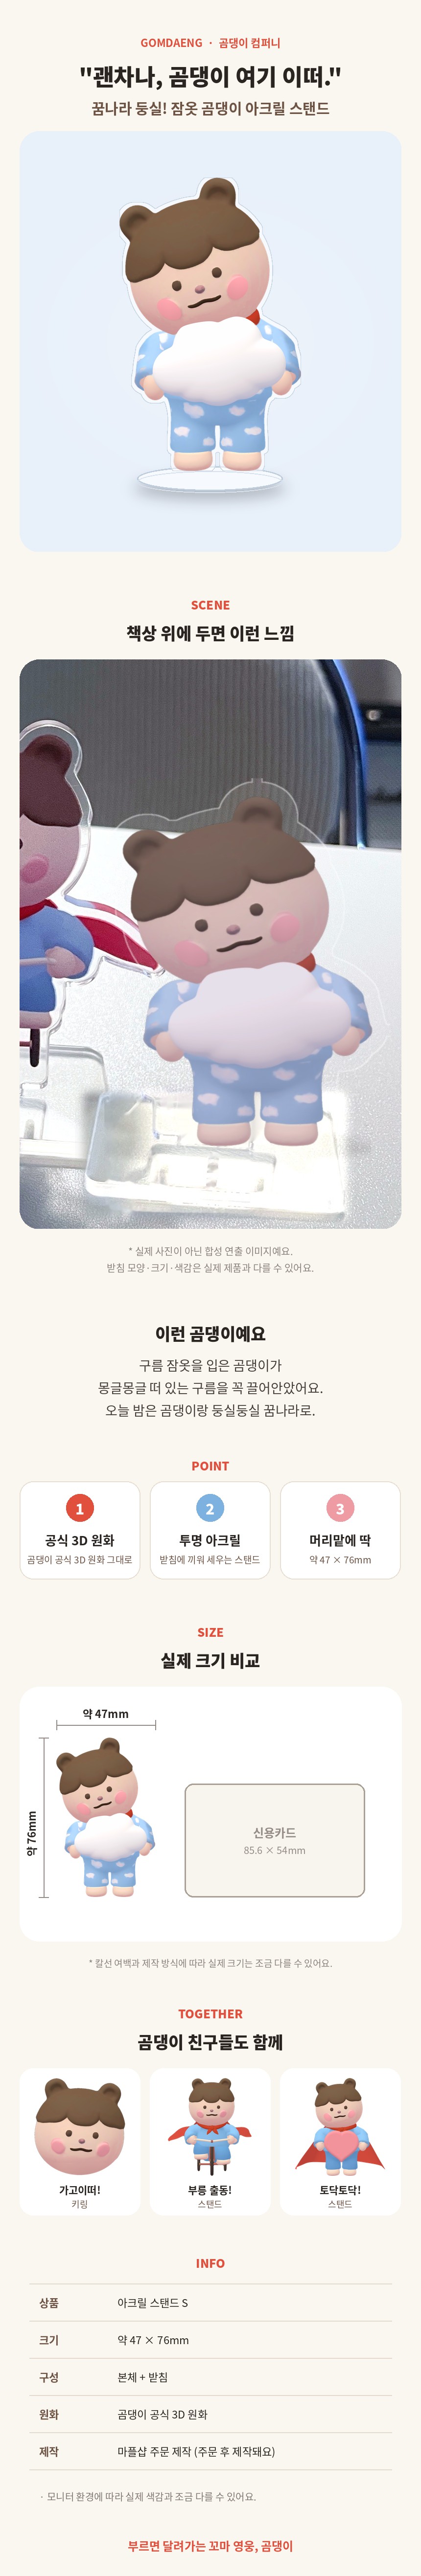 GOMDAENG · 곰댕이 컴퍼니
"괜차나, 곰댕이 여기 이떠."
꿈나라 둥실! 잠옷 곰댕이 아크릴 스탠드
SCENE
책상 위에 두면 이런 느낌
* 실제 사진이 아닌 합성 연출 이미지예요.
받침 모양·크기·색감은 실제 제품과 다를 수 있어요.
이런 곰댕이예요
구름 잠옷을 입은 곰댕이가
몽글몽글 떠 있는 구름을 꼭 끌어안았어요.
오늘 밤은 곰댕이랑 둥실둥실 꿈나라로.
POINT
1
공식 3D 원화
곰댕이 공식 3D 원화 그대로
2
투명 아크릴
받침에 끼워 세우는 스탠드
3
머리맡에 딱
약 47 × 76mm
SIZE
실제 크기 비교
약 47mm
약 76mm
신용카드
85.6 × 54mm
* 칼선 여백과 제작 방식에 따라 실제 크기는 조금 다를 수 있어요.
TOGETHER
곰댕이 친구들도 함께
가고이떠!
키링
부릉 출동!
스탠드
토닥토닥!
스탠드
INFO
상품 아크릴 스탠드 S
크기 약 47 × 76mm
구성 본체 + 받침
원화 곰댕이 공식 3D 원화
제작 마플샵 주문 제작 (주문 후 제작돼요)
· 모니터 환경에 따라 실제 색감과 조금 다를 수 있어요.
부르면 달려가는 꼬마 영웅, 곰댕이